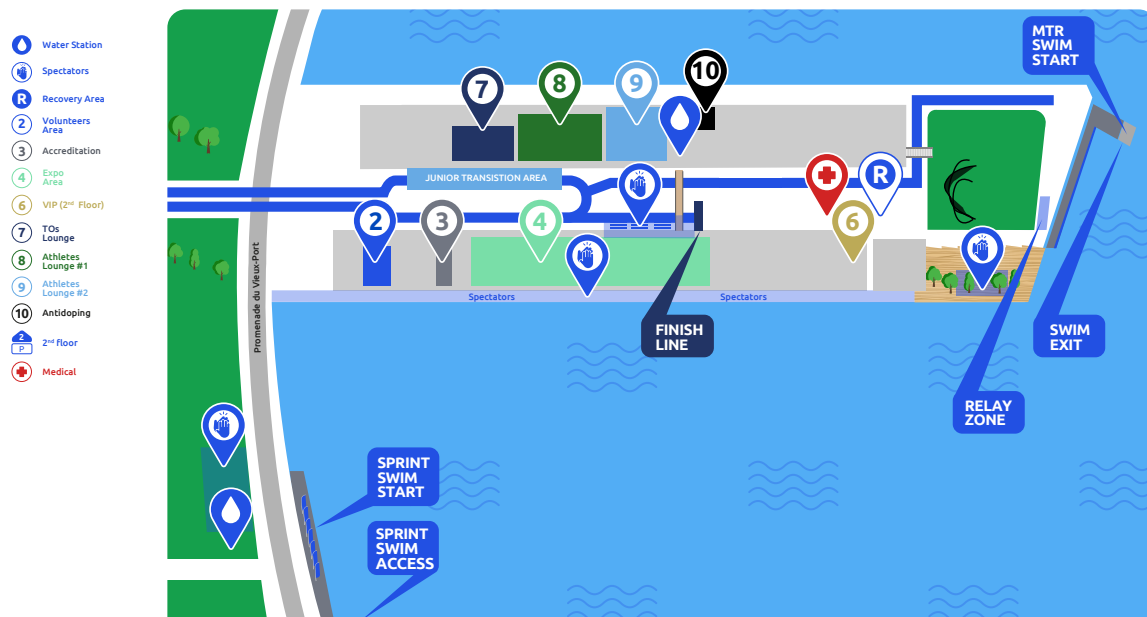 Water Station
Spectators
R
Recovery Area
2
Volunteers
Area
3
Accreditation
4
Expo
Area
6
VIP (2nd Floor)
7
TOs
Lounge
8
Athletes
Lounge #1
9
Athletes
Lounge #2
10
Antidoping
2
P
2nd floor
Medical
MTR
SWIM
START
7
8
9
10
JUNIOR TRANSISTION AREA
R
2
3
4
6
Promenade du Vieux-Port
Spectators
Spectators
FINISH
LINE
SWIM
EXIT
RELAY
ZONE
SPRINT
SWIM
START
SPRINT
SWIM
ACCESS